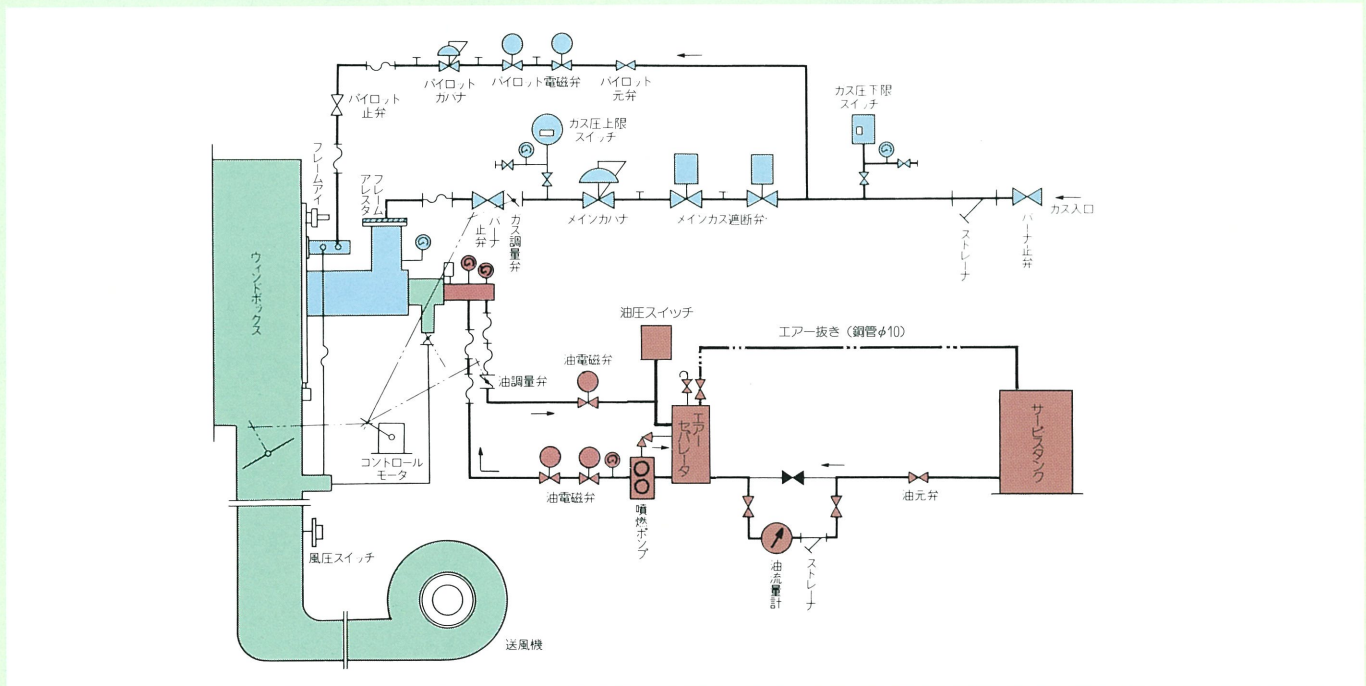 パイロット
ガバナ
パイロット電磁弁
パイロット
元弁
パイロット
止弁
ガス圧上限
スイッチ
ガス圧下限
スイッチ
フレームアイ
フレーム
アレスタ
バーナ
止弁
ガス調量弁
メインガバナ
メインガス遮断弁
ストレーナ
バーナ止弁
ガス入口
ウィンドボックス
油圧スイッチ
エアー抜き（銅管φ10）
油電磁弁
油調量弁
エアー
セパレータ
サービスタンク
コントロール
モータ
油電磁弁
噴燃ポンプ
油元弁
油流量計
ストレーナ
風圧スイッチ
送風機